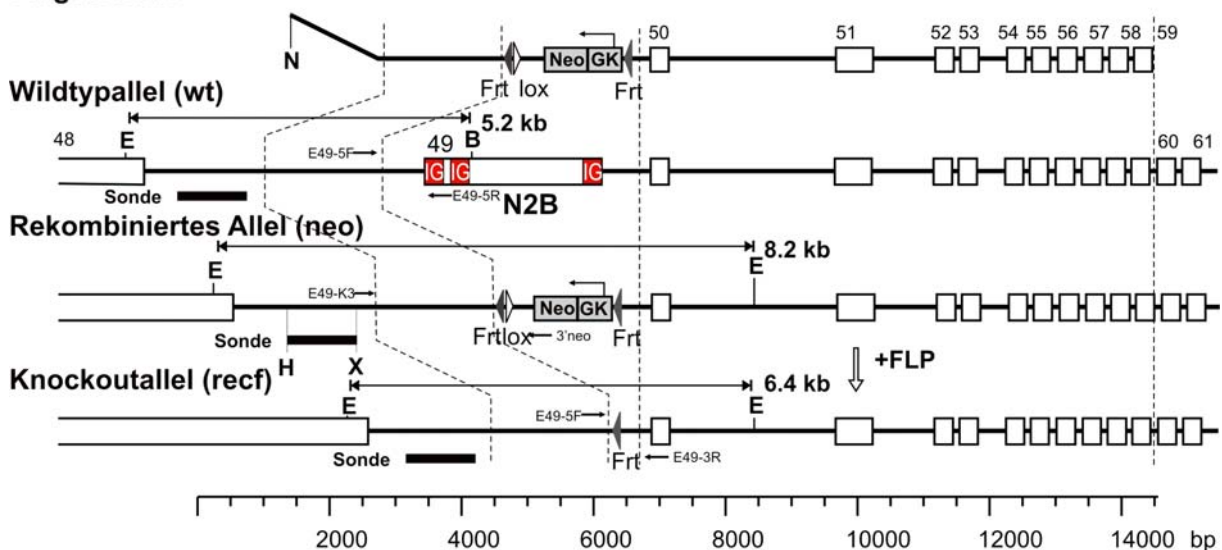 50 51 52 53 54 55 56 57 58 59
N Frt lox Neo GK Frt
Wildtypallel (wt)
5.2 kb
48 E E49-5F 49 B 60 61
IG IG IG
Sonde E49-5R N2B
Rekombiniertes Allel (neo)
8.2 kb
E E49-K3 E
Neo GK
Sonde Frtlox 3'neo Frt
H X +FLP
Knockoutallel (recf)
6.4 kb
E E49-5F E
Sonde Frt E49-3R
2000 4000 6000 8000 10000 12000 14000 bp